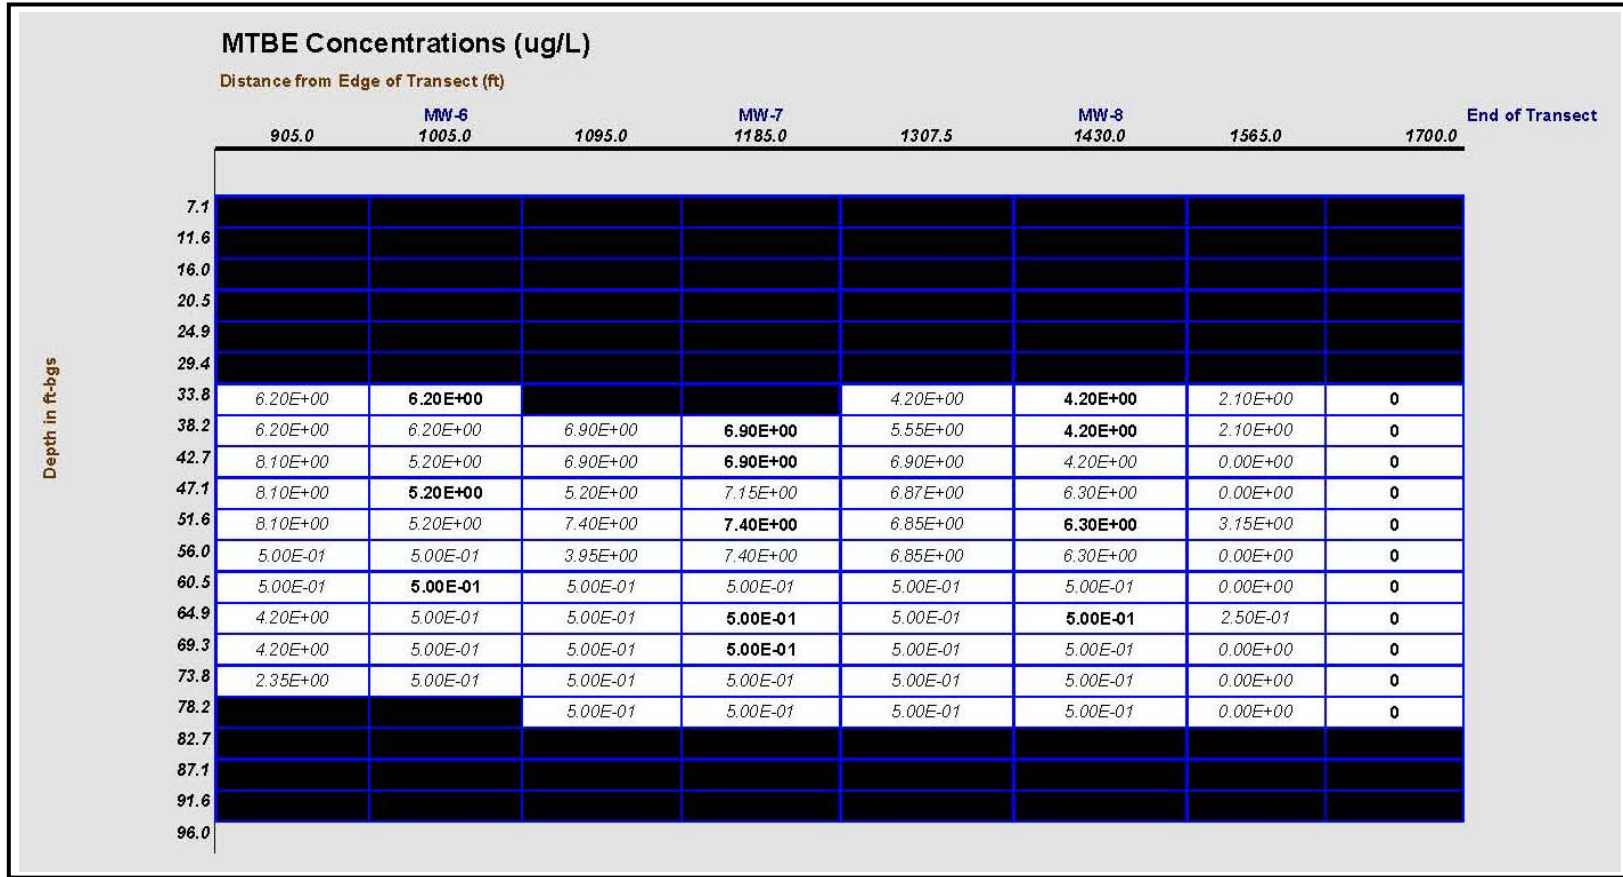 MTBE Concentrations (ug/L)
Distance from Edge of Transect (ft)
MW-6 MW-7 MW-8 End of Transect
905.0 1005.0 1095.0 1185.0 1307.5 1430.0 1565.0 1700.0
Depth in ft-bgs
7.1
11.6
16.0
20.5
24.9
29.4
33.8 6.20E+00 6.20E+00 4.20E+00 4.20E+00 2.10E+00 0
38.2 6.20E+00 6.20E+00 6.90E+00 6.90E+00 5.55E+00 4.20E+00 2.10E+00 0
42.7 8.10E+00 5.20E+00 6.90E+00 6.90E+00 6.90E+00 4.20E+00 0.00E+00 0
47.1 8.10E+00 5.20E+00 5.20E+00 7.15E+00 6.87E+00 6.30E+00 0.00E+00 0
51.6 8.10E+00 5.20E+00 7.40E+00 7.40E+00 6.85E+00 6.30E+00 3.15E+00 0
56.0 5.00E-01 5.00E-01 3.95E+00 7.40E+00 6.85E+00 6.30E+00 0.00E+00 0
60.5 5.00E-01 5.00E-01 5.00E-01 5.00E-01 5.00E-01 5.00E-01 0.00E+00 0
64.9 4.20E+00 5.00E-01 5.00E-01 5.00E-01 5.00E-01 5.00E-01 2.50E-01 0
69.3 4.20E+00 5.00E-01 5.00E-01 5.00E-01 5.00E-01 5.00E-01 0.00E+00 0
73.8 2.35E+00 5.00E-01 5.00E-01 5.00E-01 5.00E-01 5.00E-01 0.00E+00 0
78.2 5.00E-01 5.00E-01 5.00E-01 5.00E-01 0.00E+00 0
82.7
87.1
91.6
96.0